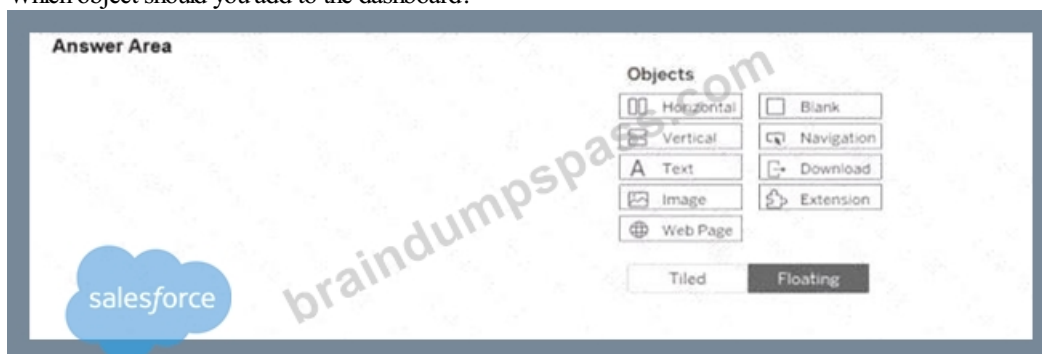 Which object should you add to the dashboard?
Answer Area
Objects
Horizontal
Blank
Vertical
Navigation
Text
Download
Image
Extension
Web Page
Tiled
Floating
salesforce
braindumpspass.com